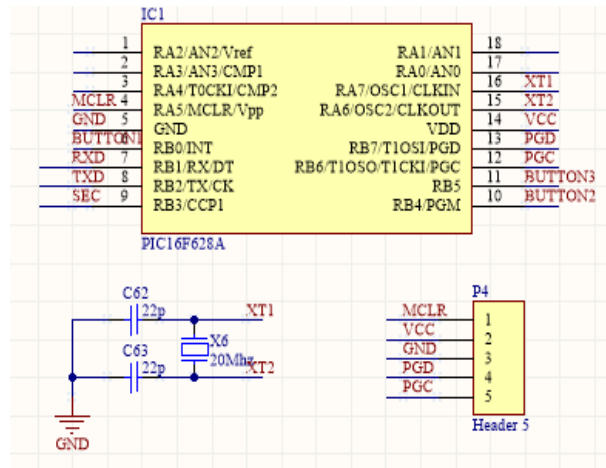 IC1
1 RA2/AN2/Vref RA1/AN1 18
2 RA3/AN3/CMP1 RA0/AN0 17
3 RA4/T0CKI/CMP2 RA7/OSC1/CLKIN 16 XT1
MCLR 4 RA5/MCLR/Vpp RA6/OSC2/CLKOUT 15 XT2
GND 5 GND VDD 14 VCC
BUTTON1 6 RB0/INT RB7/T1OSI/PGD 13 PGD
RXD 7 RB1/RX/DT RB6/T1OSO/T1CKI/PGC 12 PGC
TXD 8 RB2/TX/CK RB5 11 BUTTON3
SEC 9 RB3/CCP1 RB4/PGM 10 BUTTON2
PIC16F628A
C62
22p
XT1
X6
20Mhz
C63
22p
XT2
GND
P4
MCLR 1
VCC 2
GND 3
PGD 4
PGC 5
Header 5